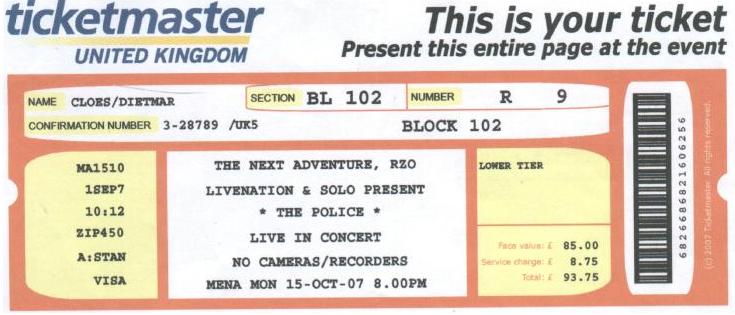 ticketmaster
UNITED KINGDOM
This is your ticket
Present this entire page at the event
NAME CLOES/DIETMAR
SECTION BL 102
NUMBER R 9
CONFIRMATION NUMBER 3-28789 /UK5
BLOCK 102
MA1510
1SEP7
10:12
ZIP450
A:STAN
VISA
THE NEXT ADVENTURE, RZO
LIVENATION & SOLO PRESENT
* THE POLICE *
LIVE IN CONCERT
NO CAMERAS/RECORDERS
MENA MON 15-OCT-07 8.00PM
LOWER TIER
Face value: £ 85.00
Service charge: £ 8.75
Total: £ 93.75
6826686821606256
(c) 2007 Ticketmaster. All rights reserved.